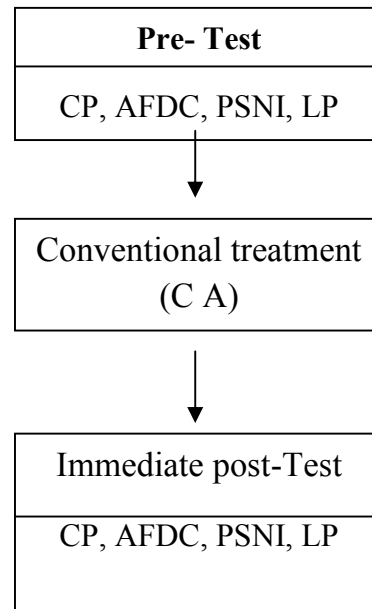 Pre- Test
CP, AFDC, PSNI, LP
Conventional treatment
(C A)
Immediate post-Test
CP, AFDC, PSNI, LP